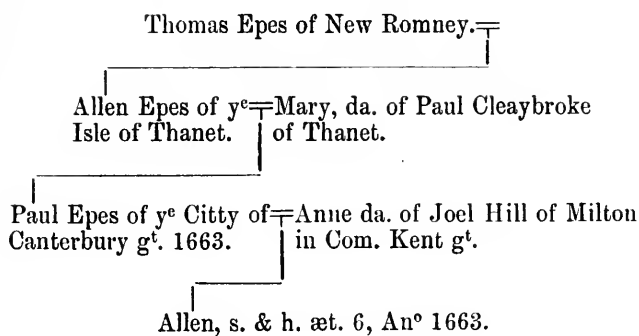 Thomas Epes of New Romney.
Allen Epes of yᵉ Mary, da. of Paul Cleaybroke
Isle of Thanet. of Thanet.
Paul Epes of yᵉ Citty of Anne da. of Joel Hill of Milton
Canterbury gᵗ. 1663. in Com. Kent gᵗ.
Allen, s. & h. æt. 6, Anᵒ 1663.